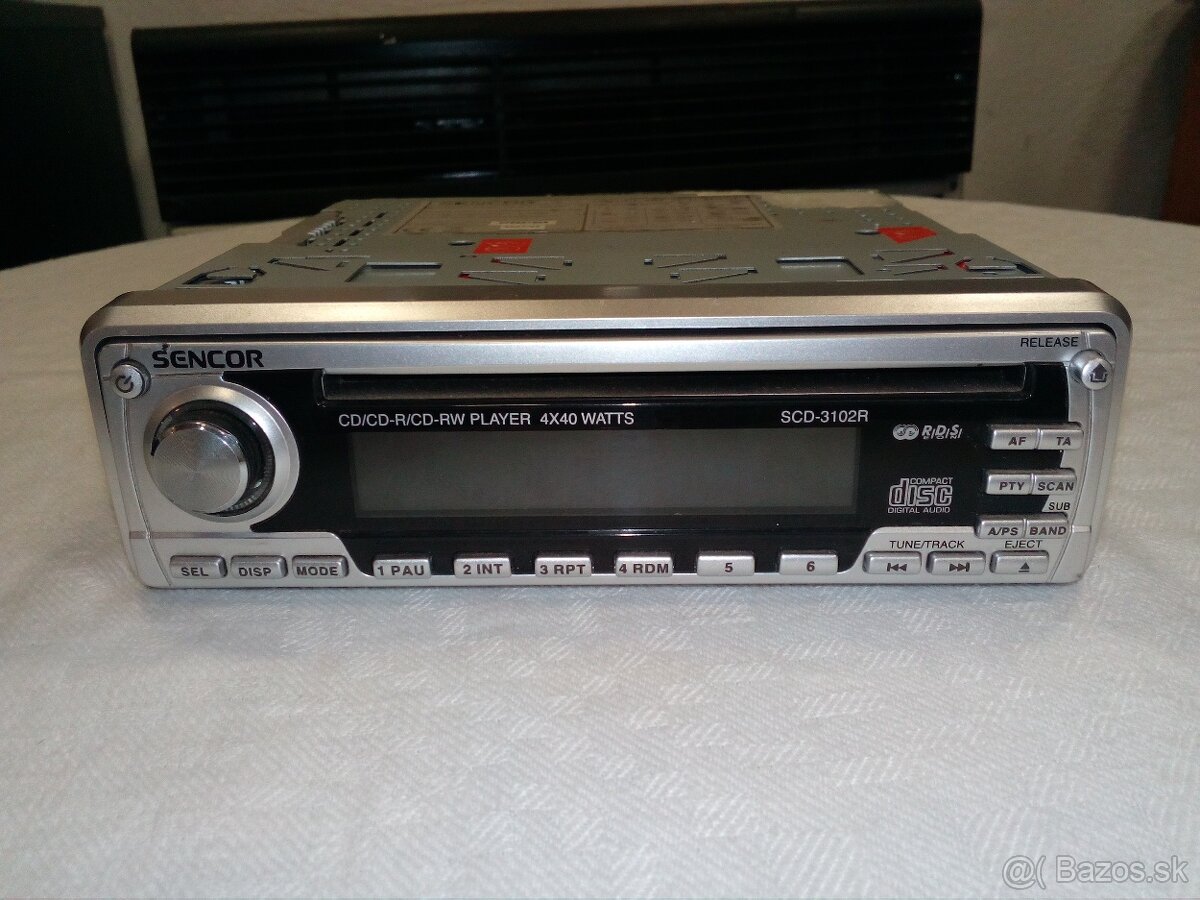 SENCOR
RELEASE
CD/CD-R/CD-RW PLAYER 4X40 WATTS
SCD-3102R
R.D.S
AF TA
COMPACT
disc
DIGITAL AUDIO
PTY SCAN
SUB
A/PS BAND
TUNE/TRACK
EJECT
SEL DISP MODE 1 PAU 2 INT 3 RPT 4 RDM 5 6
@( Bazos.sk